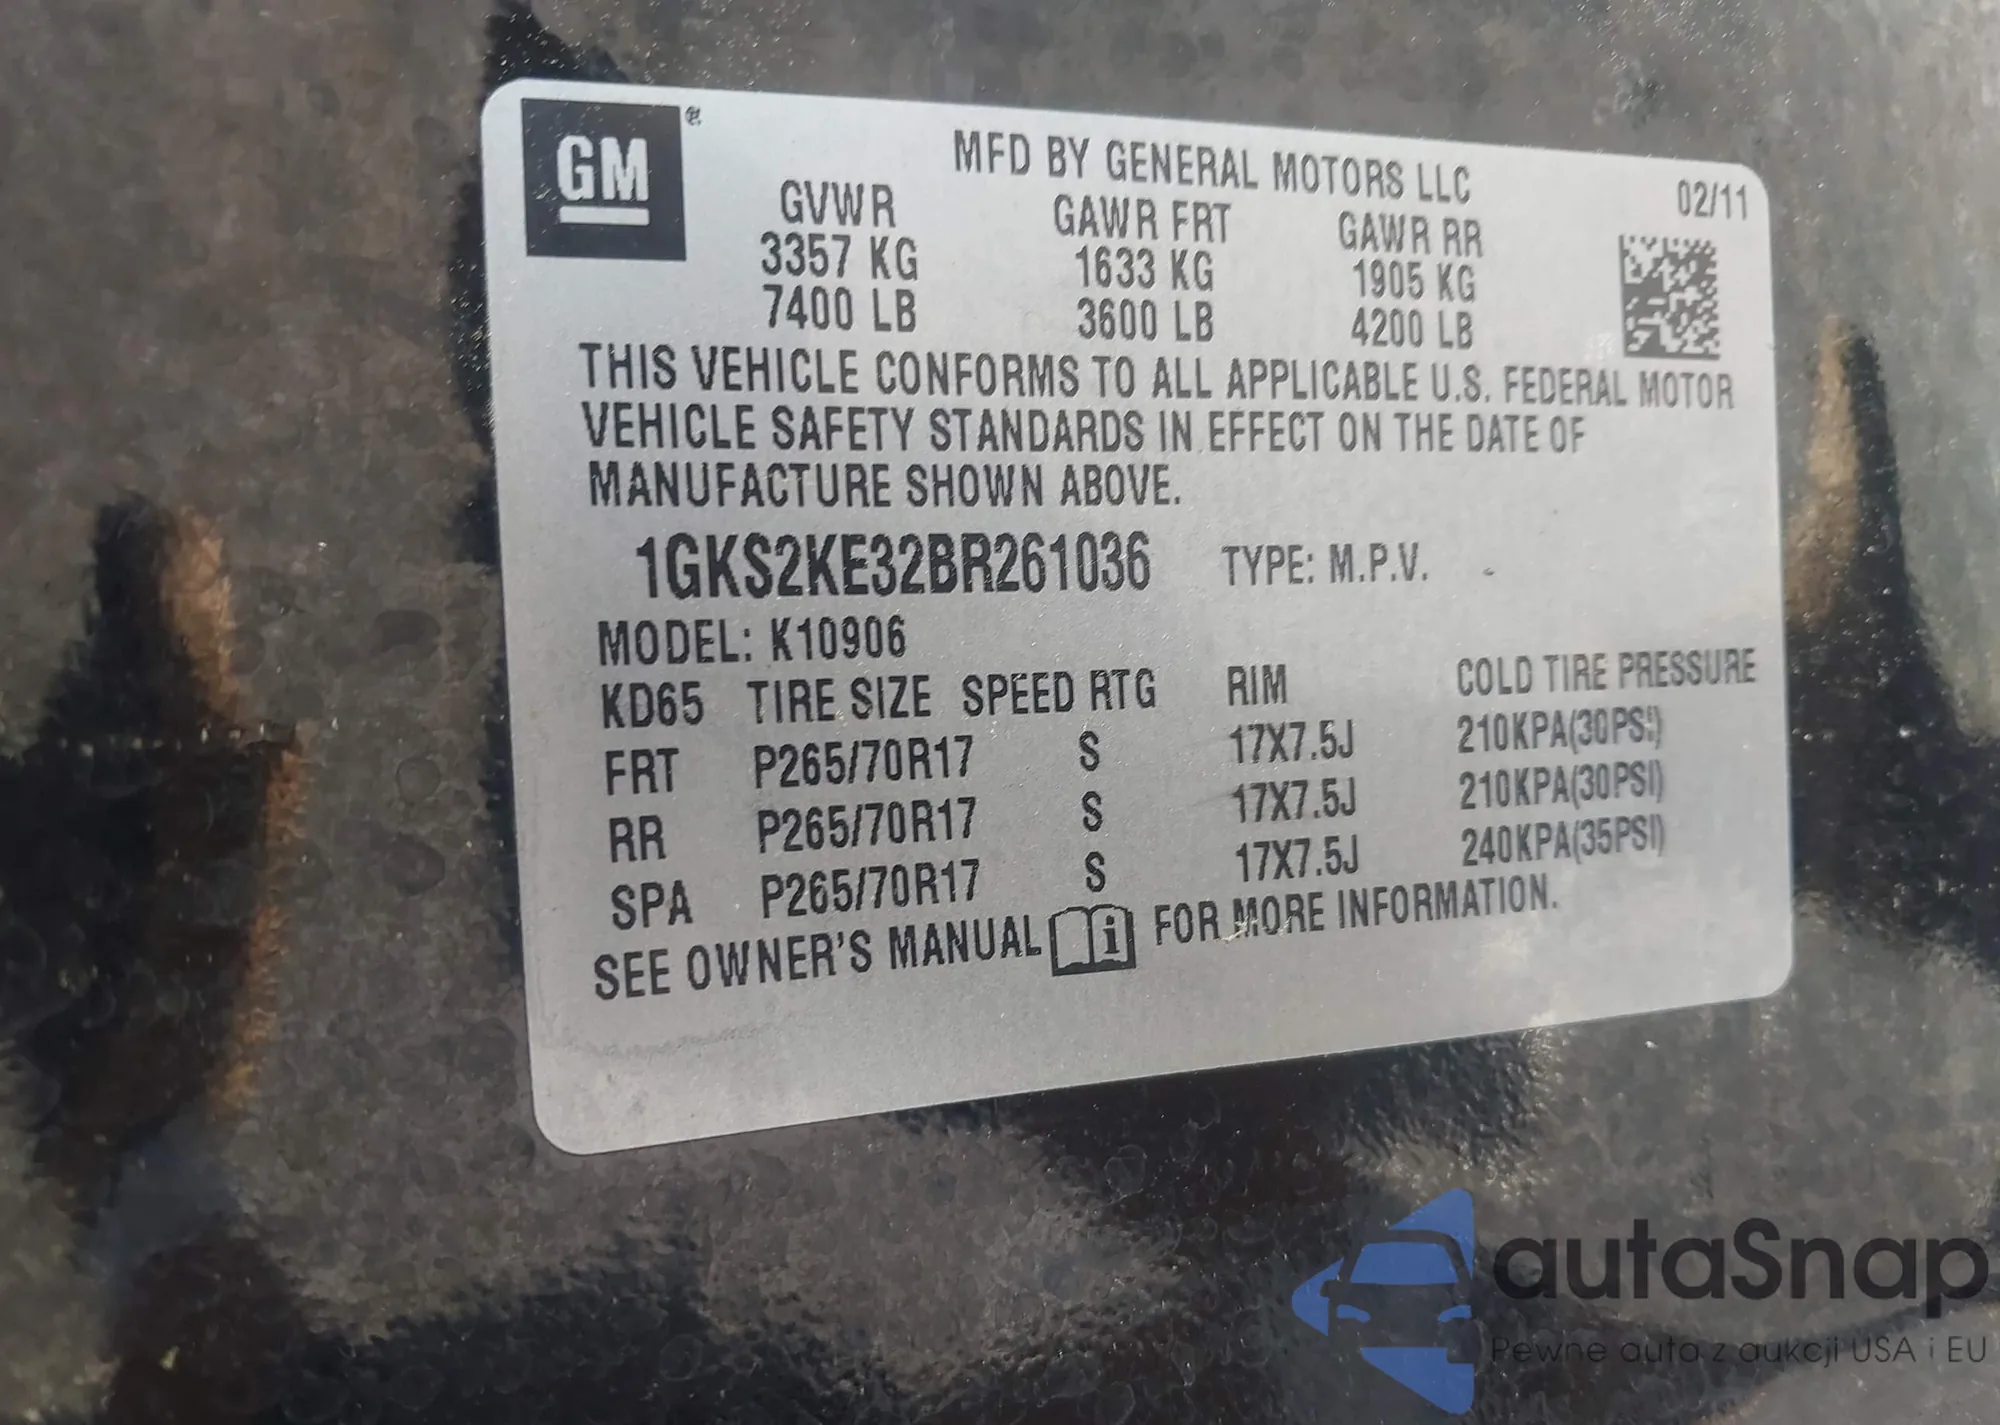 GM ®
MFD BY GENERAL MOTORS LLC
02/11
GVWR GAWR FRT GAWR RR
3357 KG 1633 KG 1905 KG
7400 LB 3600 LB 4200 LB
THIS VEHICLE CONFORMS TO ALL APPLICABLE U.S. FEDERAL MOTOR
VEHICLE SAFETY STANDARDS IN EFFECT ON THE DATE OF
MANUFACTURE SHOWN ABOVE.
1GKS2KE32BR261036 TYPE: M.P.V.
MODEL: K10906
KD65 TIRE SIZE SPEED RTG RIM COLD TIRE PRESSURE
FRT P265/70R17 S 17X7.5J 210KPA(30PSI)
RR P265/70R17 S 17X7.5J 210KPA(30PSI)
SPA P265/70R17 S 17X7.5J 240KPA(35PSI)
SEE OWNER'S MANUAL i FOR MORE INFORMATION.
autaSnap
Pewne auta z aukcji USA i EU